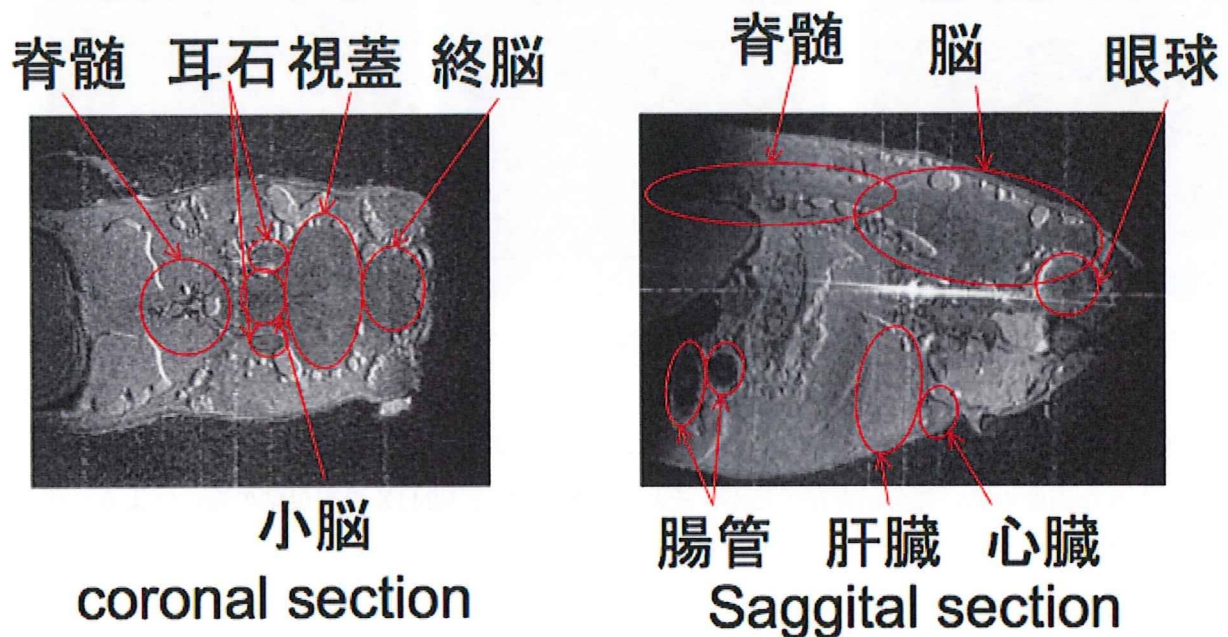 脊髄 耳石 視蓋 終脳
小脳
coronal section
脊髄 脳 眼球
腸管 肝臓 心臓
Saggital section